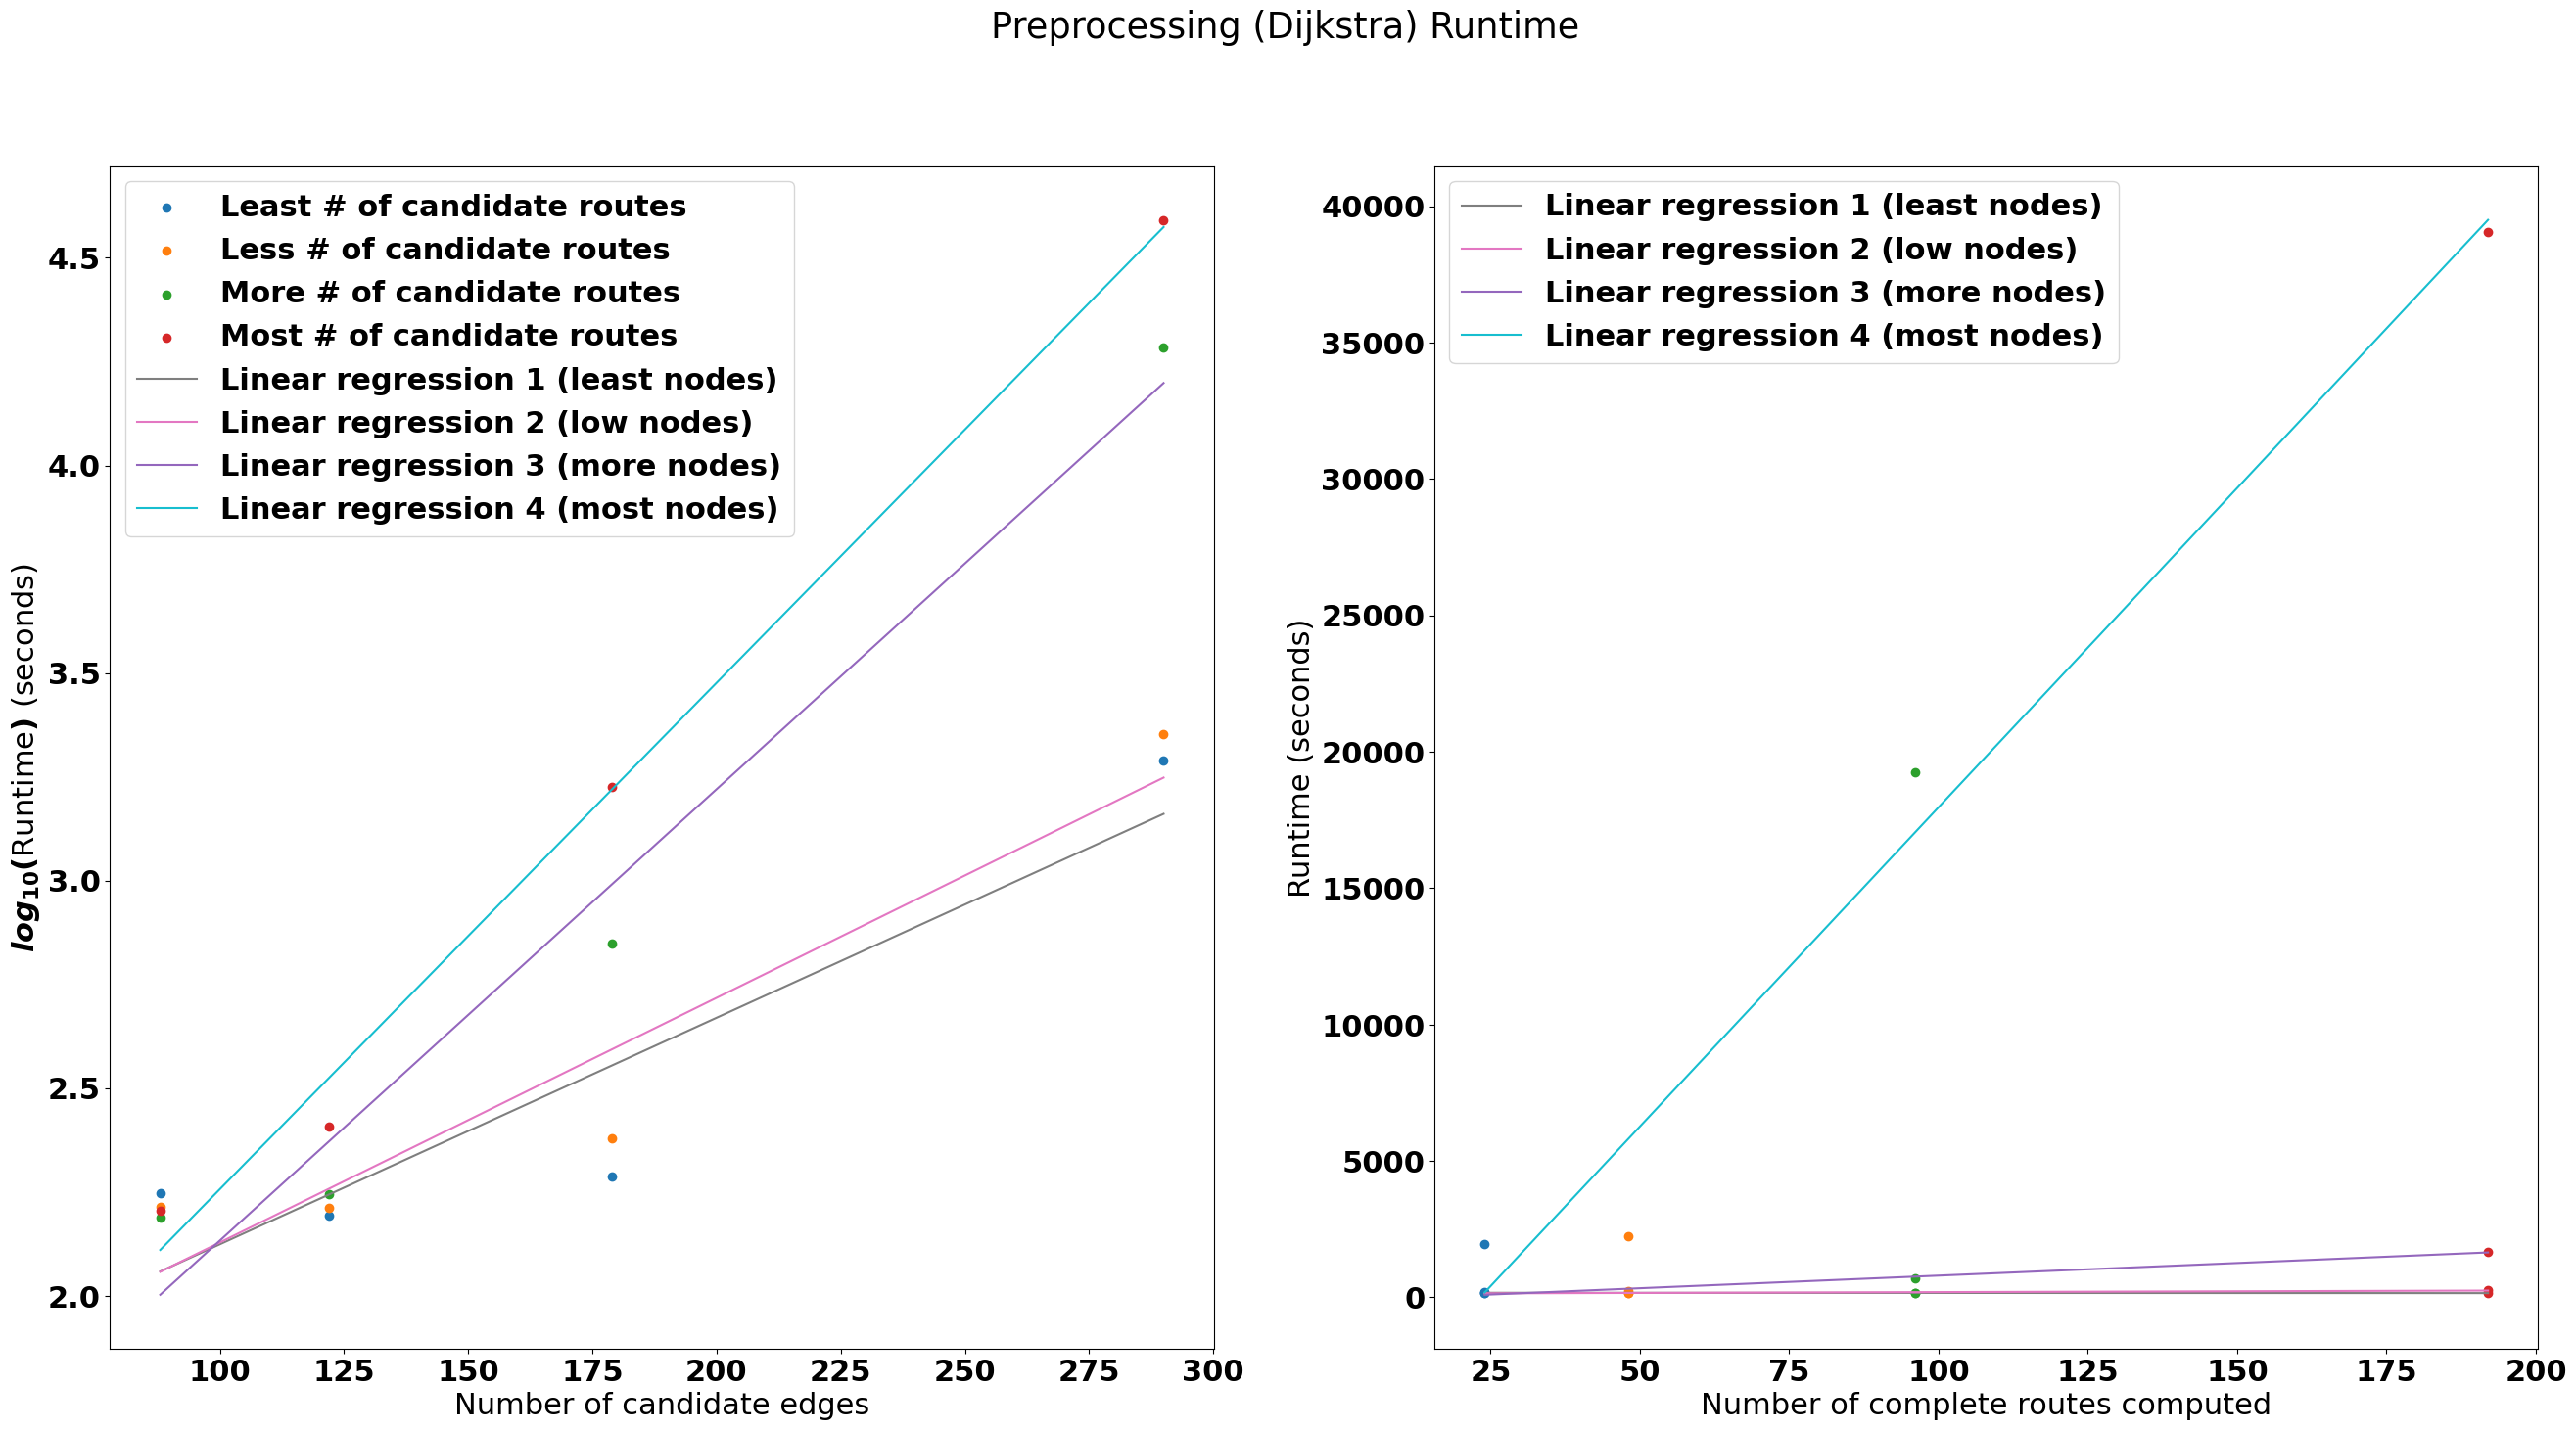 Preprocessing (Dijkstra) Runtime
log10(Runtime) (seconds)
4.5
4.0
3.5
3.0
2.5
2.0
Least # of candidate routes
Less # of candidate routes
More # of candidate routes
Most # of candidate routes
Linear regression 1 (least nodes)
Linear regression 2 (low nodes)
Linear regression 3 (more nodes)
Linear regression 4 (most nodes)
100 125 150 175 200 225 250 275 300
Number of candidate edges
Runtime (seconds)
40000
35000
30000
25000
20000
15000
10000
5000
0
Linear regression 1 (least nodes)
Linear regression 2 (low nodes)
Linear regression 3 (more nodes)
Linear regression 4 (most nodes)
25 50 75 100 125 150 175 200
Number of complete routes computed